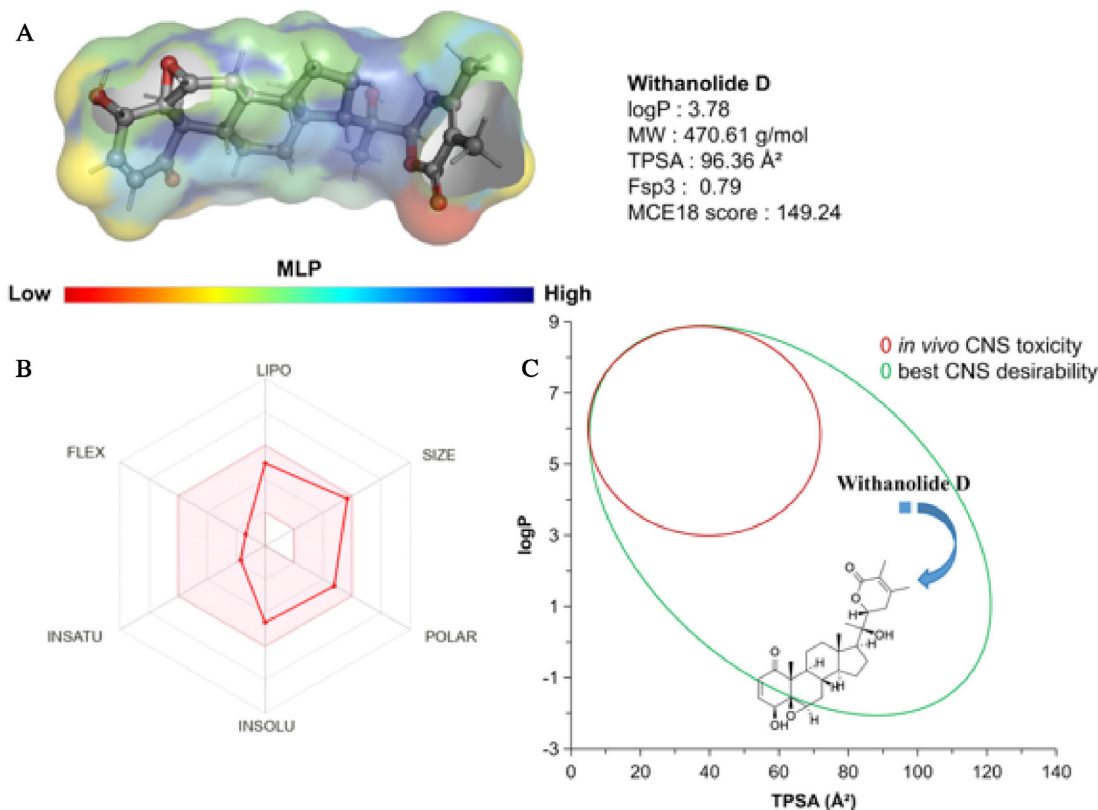 A
Withanolide D
logP : 3.78
MW : 470.61 g/mol
TPSA : 96.36 Å²
Fsp3 : 0.79
MCE18 score : 149.24
MLP
Low
High
B
LIPO
FLEX
SIZE
INSATU
POLAR
INSOLU
C
0 in vivo CNS toxicity
0 best CNS desirability
Withanolide D
logP
9
7
5
3
1
-1
-3
0 20 40 60 80 100 120 140
TPSA (Å²)
O
O
H
OH
H
O
H
H
H
H
O
H
OH